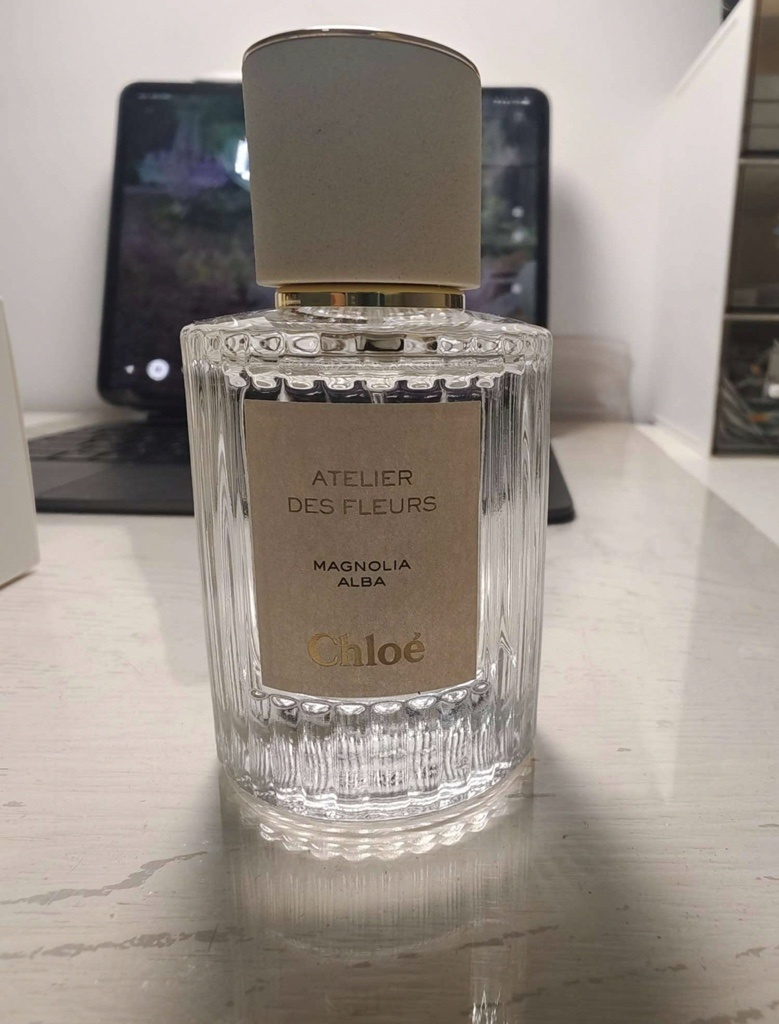 ATELIER
DES FLEURS
MAGNOLIA
ALBA
Chloé